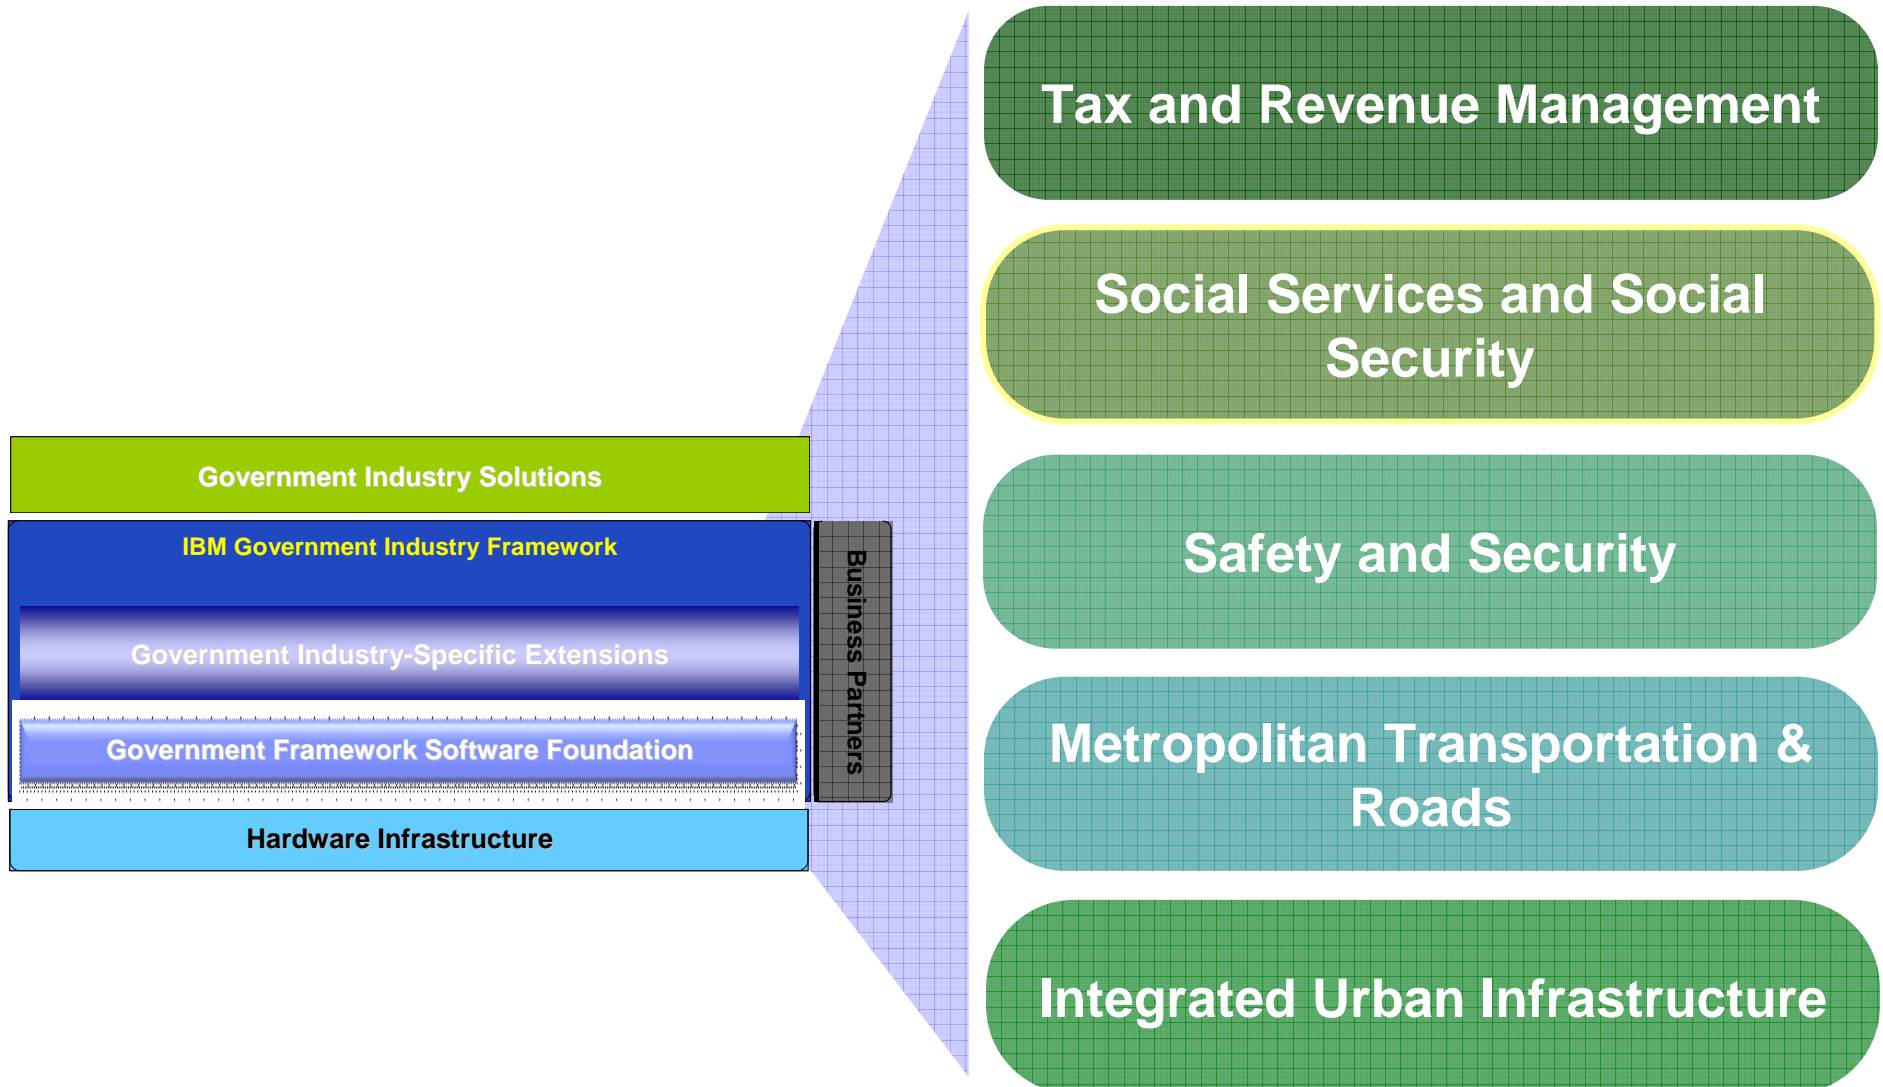 Government Industry Solutions
IBM Government Industry Framework
Government Industry-Specific Extensions
Government Framework Software Foundation
Hardware Infrastructure
Business Partners
Tax and Revenue Management
Social Services and Social
Security
Safety and Security
Metropolitan Transportation &
Roads
Integrated Urban Infrastructure